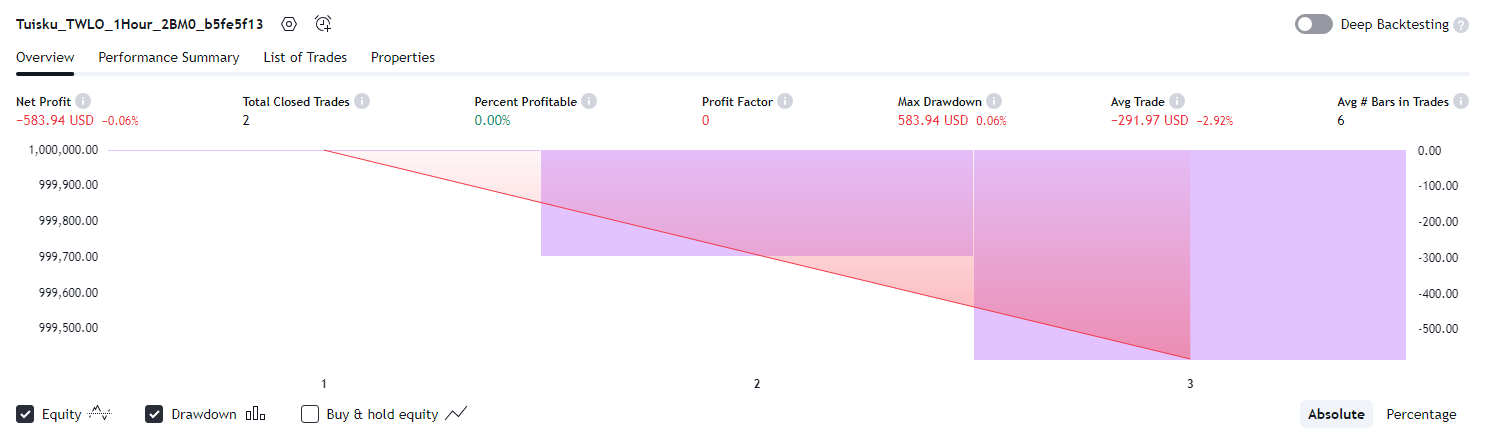 Tuisku_TWLO_1Hour_2BM0_b5fe5f13 Deep Backtesting ?
Overview Performance Summary List of Trades Properties
Net Profit Total Closed Trades Percent Profitable Profit Factor Max Drawdown Avg Trade Avg # Bars in Trades
−583.94 USD −0.06% 2 0.00% 0 583.94 USD 0.06% −291.97 USD −2.92% 6
1,000,000.00 0.00
999,900.00 -100.00
999,800.00 -200.00
999,700.00 -300.00
999,600.00 -400.00
999,500.00 -500.00
1 2 3
Equity Drawdown Buy & hold equity Absolute Percentage